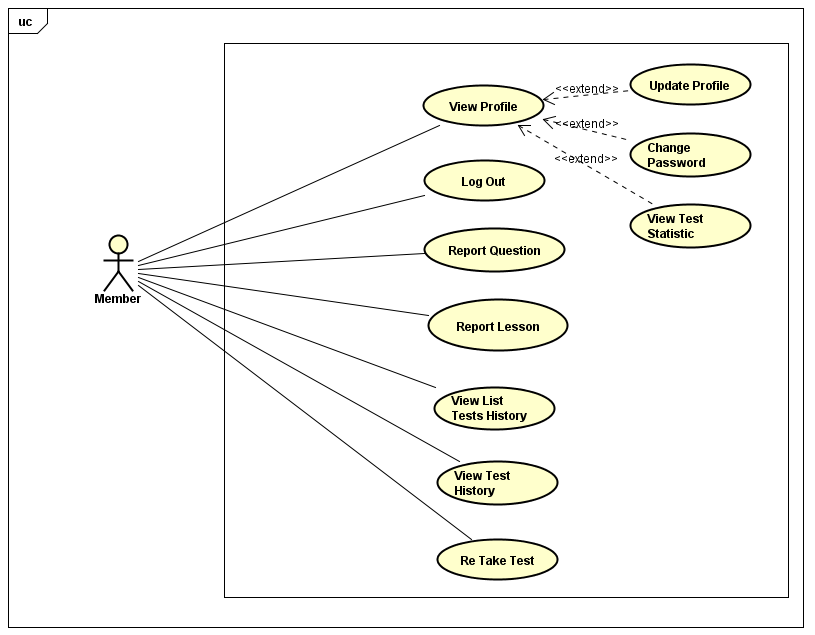 uc
View Profile
<<extend>>
Update Profile
<<extend>>
Change
Password
<<extend>>
View Test
Statistic
Log Out
Report Question
Member
Report Lesson
View List
Tests History
View Test
History
Re Take Test